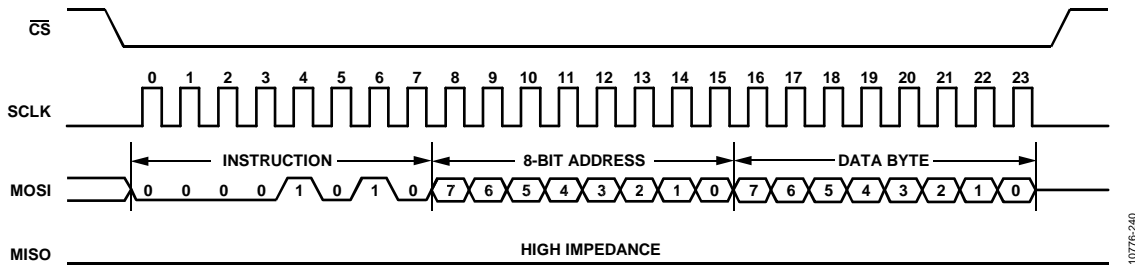 CS
0 1 2 3 4 5 6 7 8 9 10 11 12 13 14 15 16 17 18 19 20 21 22 23
SCLK
INSTRUCTION 8-BIT ADDRESS DATA BYTE
MOSI 0 0 0 0 1 0 1 0 7 6 5 4 3 2 1 0 7 6 5 4 3 2 1 0
MISO HIGH IMPEDANCE
10776-240